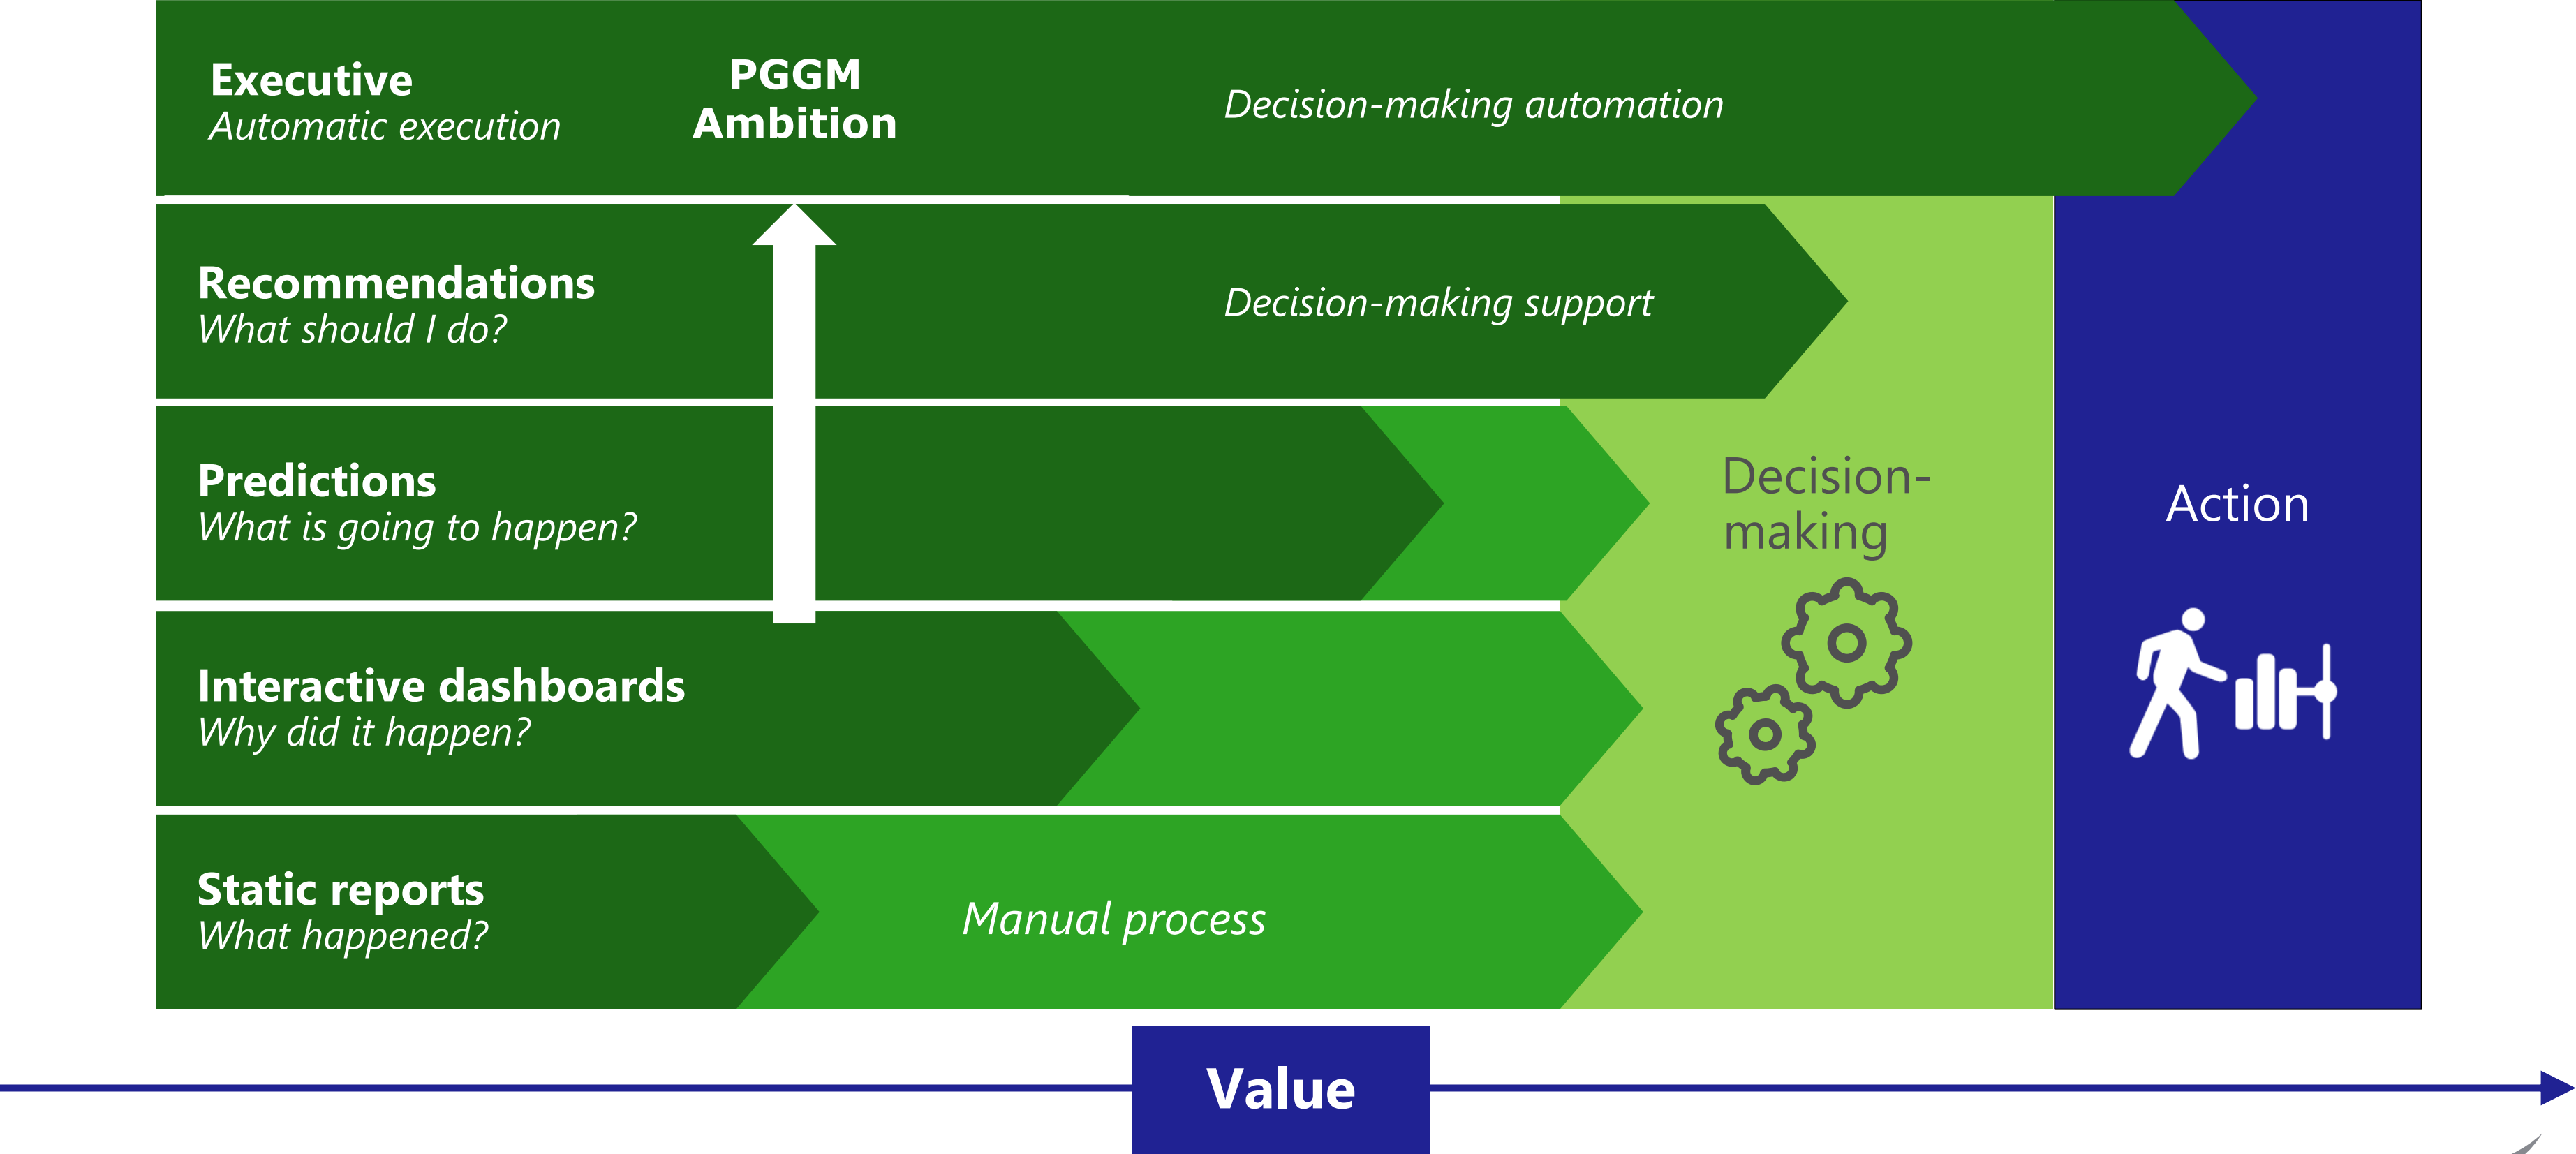 Executive
Automatic execution
PGGM
Ambition
Decision-making automation
Recommendations
What should I do?
Decision-making support
Predictions
What is going to happen?
Decision-
making
Action
Interactive dashboards
Why did it happen?
Static reports
What happened?
Manual process
Value